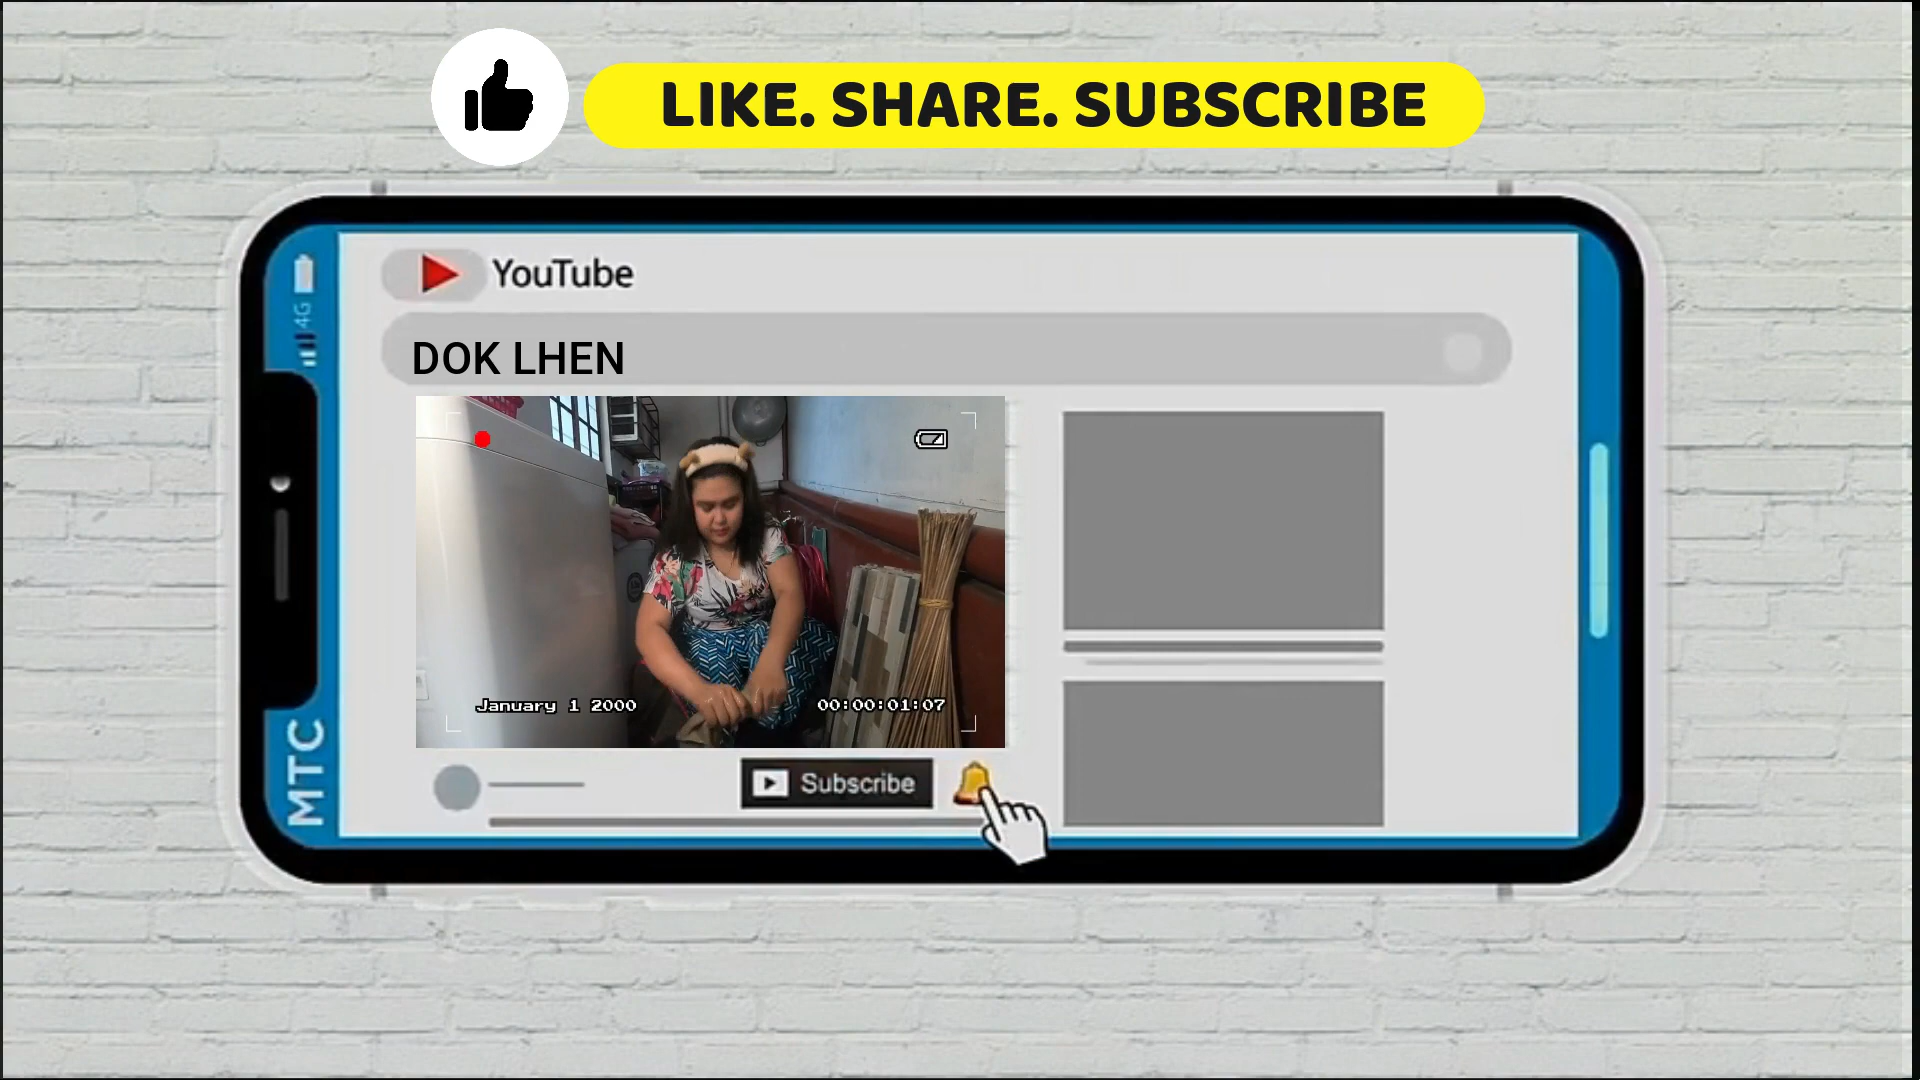 LIKE. SHARE. SUBSCRIBE
YouTube
4G
DOK LHEN
January 1 2000
00:00:01:07
MTC
Subscribe